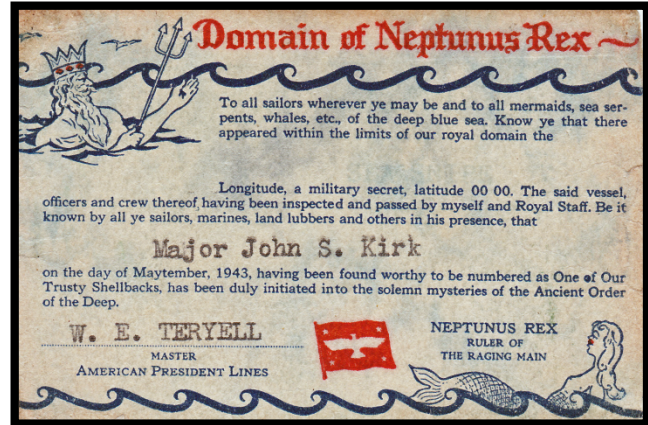 Domain of Neptunus Rex
To all sailors wherever ye may be and to all mermaids, sea ser-
pents, whales, etc., of the deep blue sea. Know ye that there
appeared within the limits of our royal domain the
Longitude, a military secret, latitude 00 00. The said vessel,
officers and crew thereof, having been inspected and passed by myself and Royal Staff. Be it
known by all ye sailors, marines, land lubbers and others in his presence, that
Major John S. Kirk
on the day of Maytember, 1943, having been found worthy to be numbered as One of Our
Trusty Shellbacks, has been duly initiated into the solemn mysteries of the Ancient Order
of the Deep.
W. E. TERYELL
MASTER
AMERICAN PRESIDENT LINES
NEPTUNUS REX
RULER OF
THE RAGING MAIN